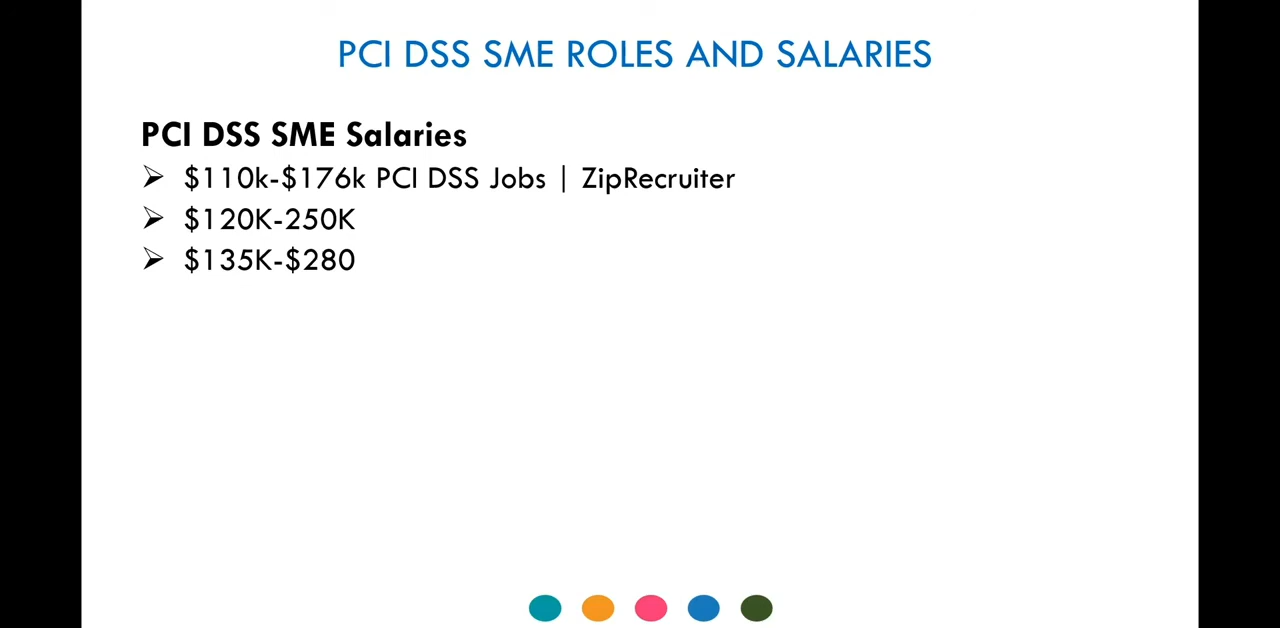 PCI DSS SME ROLES AND SALARIES
PCI DSS SME Salaries
➢ $110k-$176k PCI DSS Jobs | ZipRecruiter
➢ $120K-250K
➢ $135K-$280